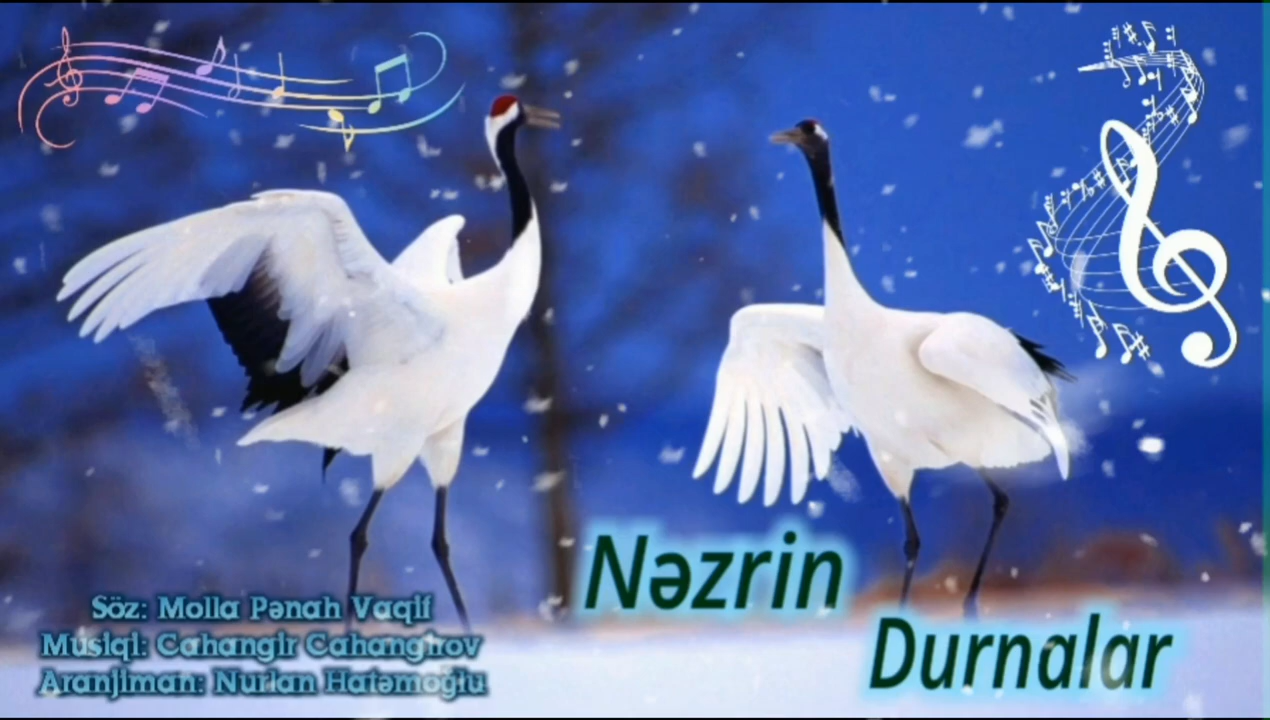 Nəzrin
Durnalar
Söz: Molla Pənah Vaqif
Musiqi: Cahangir Cahangirov
Aranjiman: Nurlan Hatəmoğlu